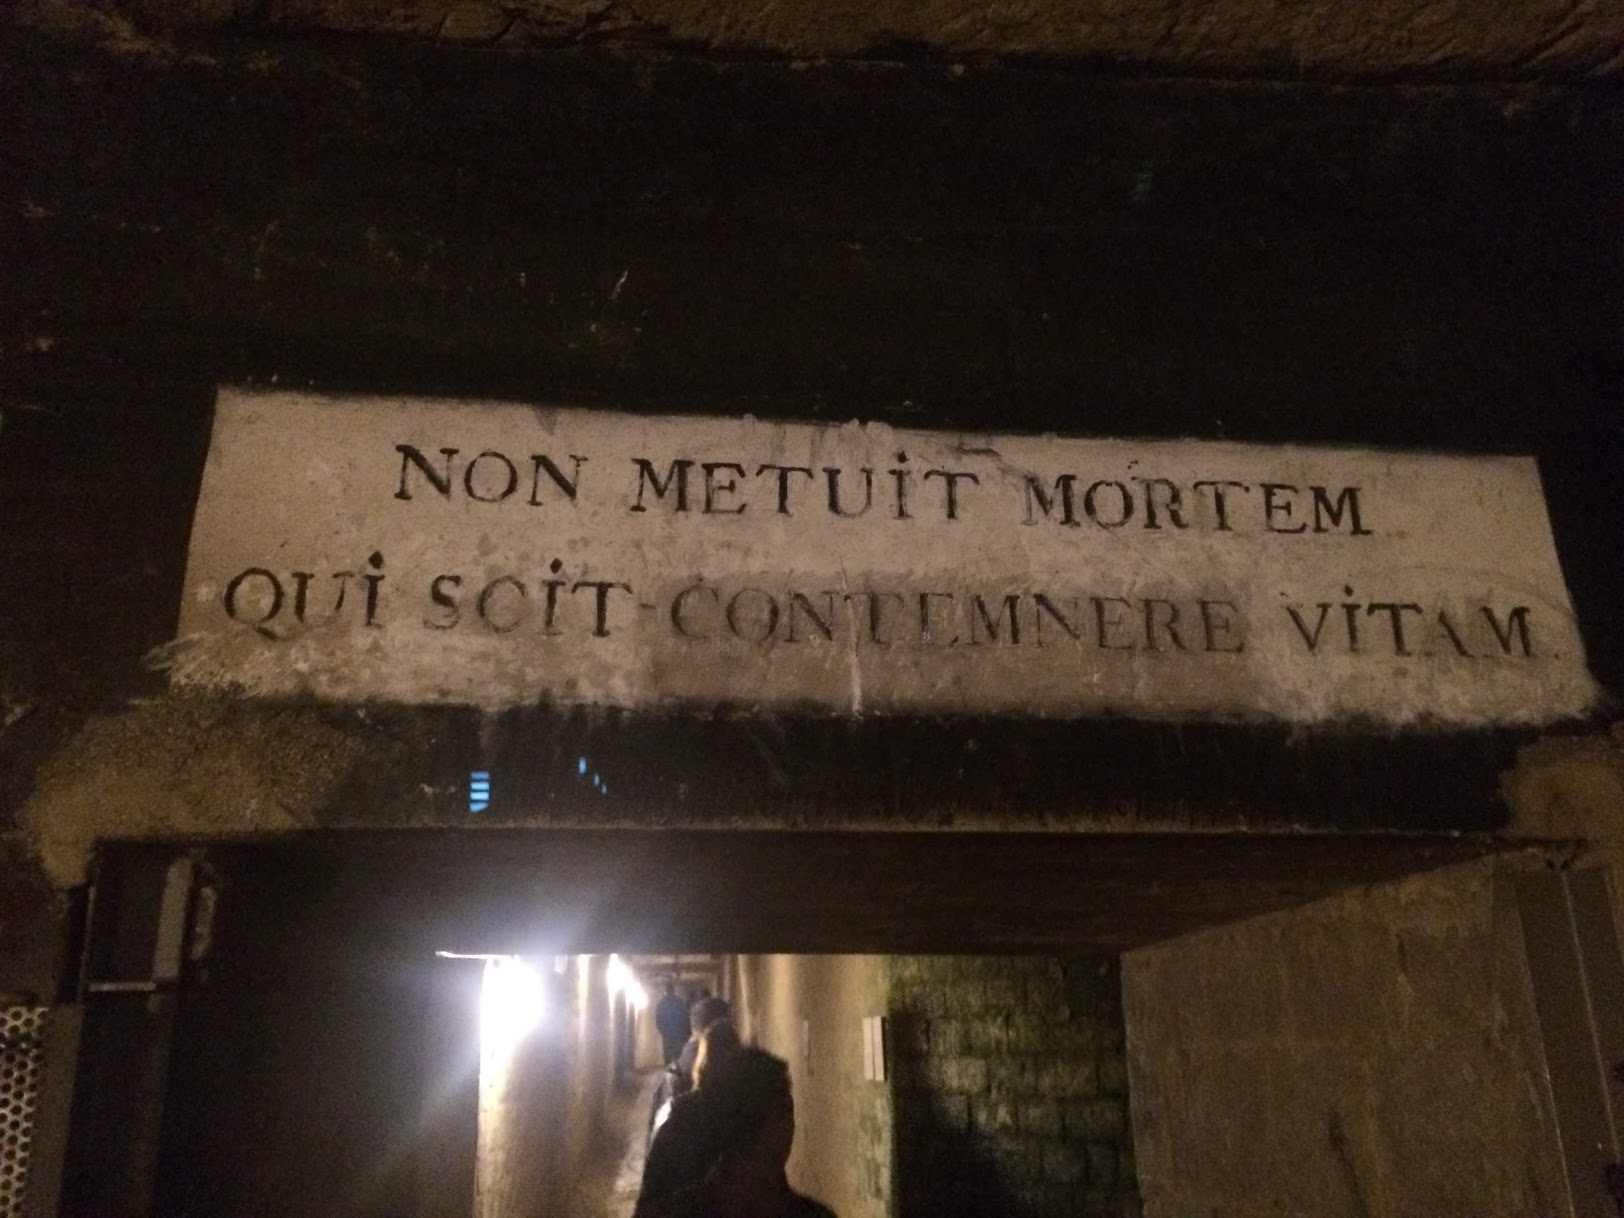 NON METUiT MORTEM
QUi SCiT CONTEMNERE ViTAM.